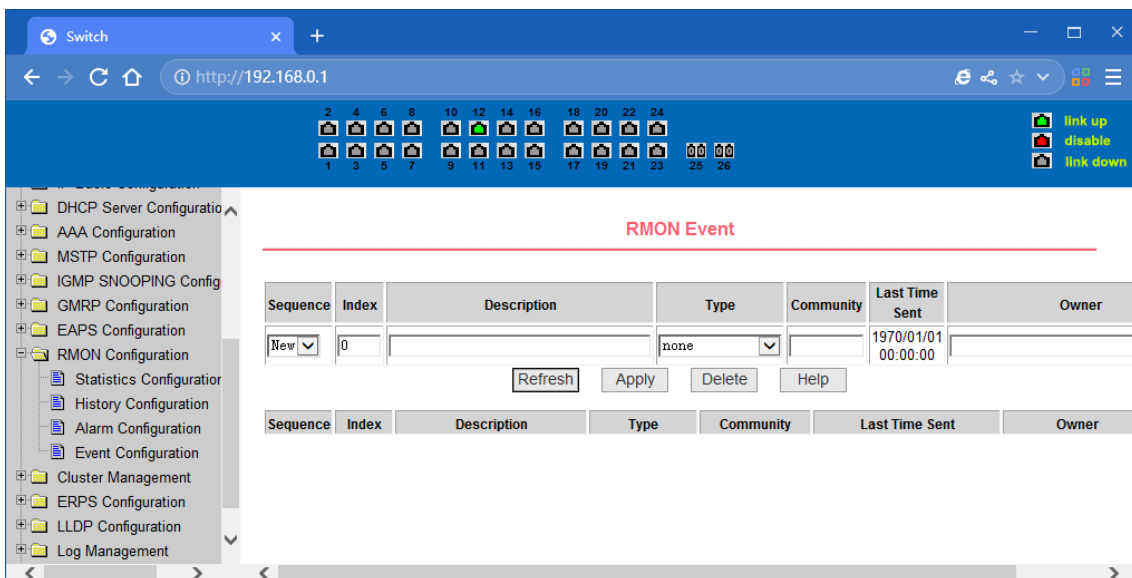 Switch
http://192.168.0.1
2 4 6 8 10 12 14 16 18 20 22 24
1 3 5 7 9 11 13 15 17 19 21 23 25 26
link up
disable
link down
DHCP Server Configuratio
AAA Configuration
MSTP Configuration
IGMP SNOOPING Config
GMRP Configuration
EAPS Configuration
RMON Configuration
Statistics Configuration
History Configuration
Alarm Configuration
Event Configuration
Cluster Management
ERPS Configuration
LLDP Configuration
Log Management
RMON Event
Sequence Index Description Type Community Last Time Sent Owner
New 0 none 1970/01/01 00:00:00
Refresh Apply Delete Help
Sequence Index Description Type Community Last Time Sent Owner